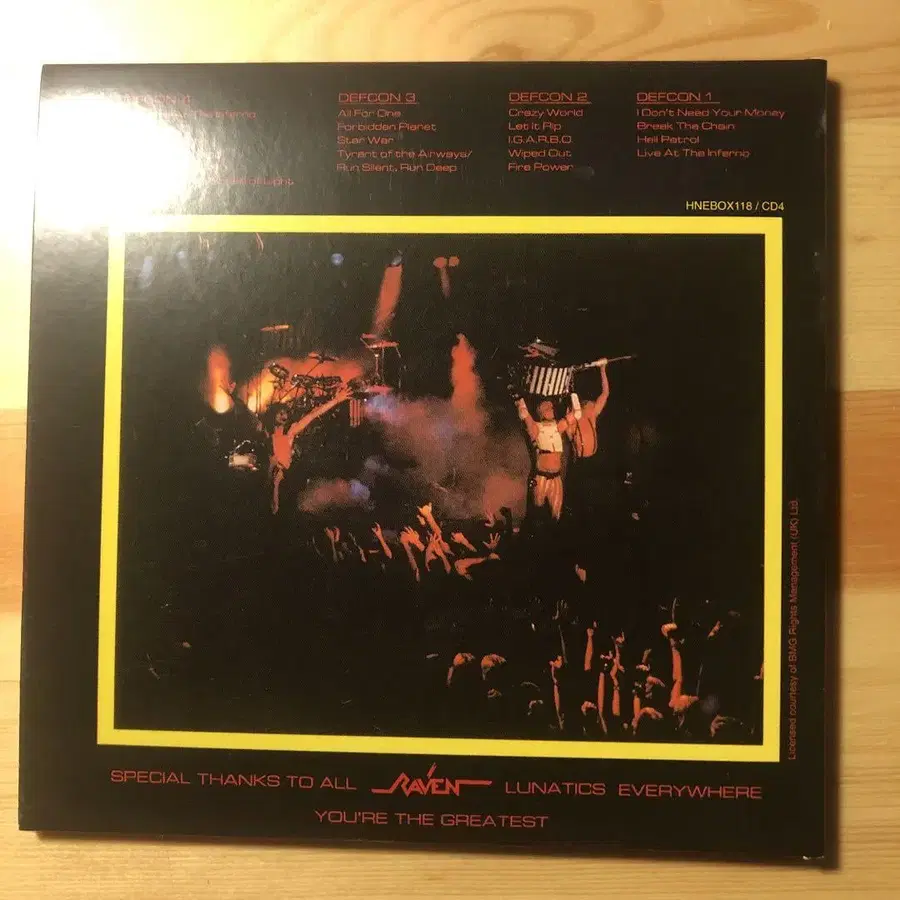 DEFCON 3
All For One
Forbidden Planet
Star War
Tyrant of the Airways/
Run Silent, Run Deep
DEFCON 2
Crazy World
Let It Rip
I.G.A.R.B.O.
Wiped Out
Fire Power
DEFCON 1
I Don't Need Your Money
Break The Chain
Hell Patrol
Live At The Inferno
HNEBOX118 / CD4
Licensed courtesy of BMG Rights Management (UK) Ltd.
SPECIAL THANKS TO ALL RAVEN LUNATICS EVERYWHERE
YOU'RE THE GREATEST